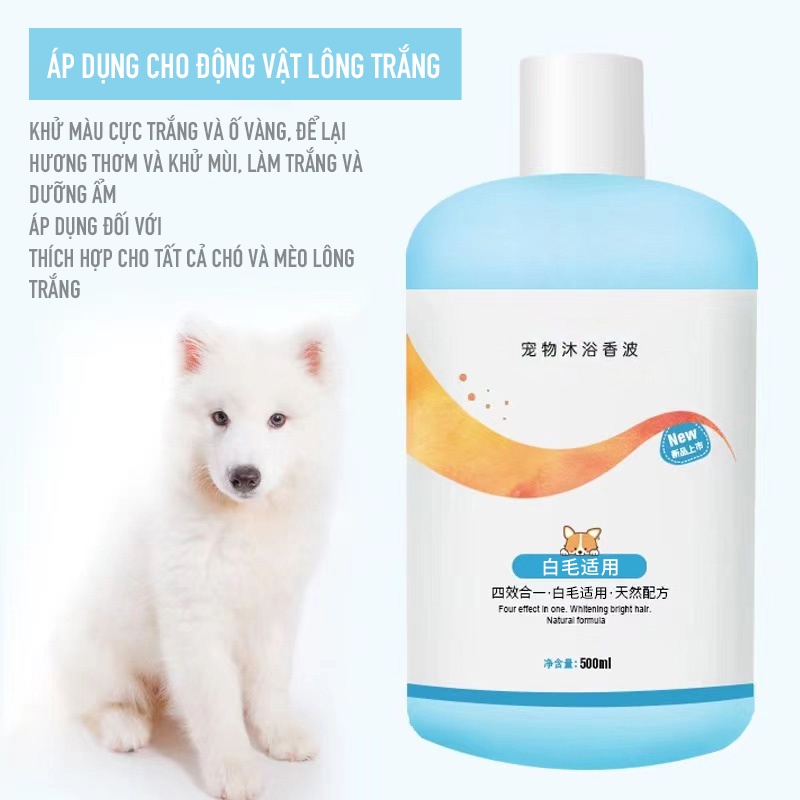 ÁP DỤNG CHO ĐỘNG VẬT LÔNG TRẮNG
KHỬ MÀU CỰC TRẮNG VÀ Ố VÀNG, ĐỂ LẠI
HƯƠNG THƠM VÀ KHỬ MÙI, LÀM TRẮNG VÀ
DƯỠNG ẨM
ÁP DỤNG ĐỐI VỚI
THÍCH HỢP CHO TẤT CẢ CHÓ VÀ MÈO LÔNG
TRẮNG
宠物沐浴香波
New
新品上市
白毛适用
四效合一·白毛适用·天然配方
Four effect in one. Whitening bright hair.
Natural formula
净含量: 500ml